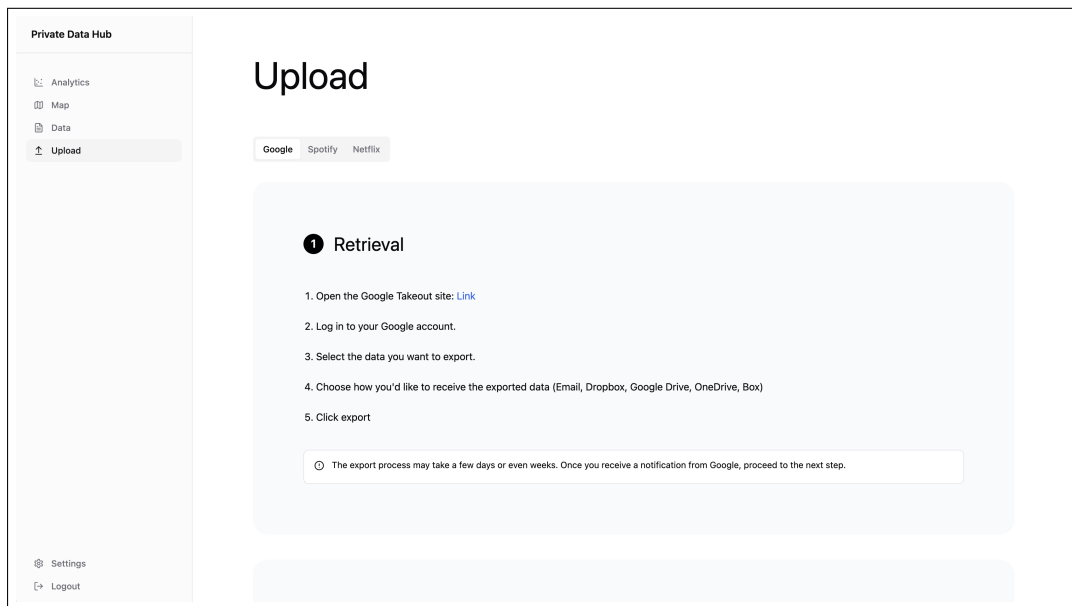 Private Data Hub
Analytics
Map
Data
Upload
Settings
Logout
Upload
Google Spotify Netflix
1 Retrieval
1. Open the Google Takeout site: Link
2. Log in to your Google account.
3. Select the data you want to export.
4. Choose how you'd like to receive the exported data (Email, Dropbox, Google Drive, OneDrive, Box)
5. Click export
The export process may take a few days or even weeks. Once you receive a notification from Google, proceed to the next step.